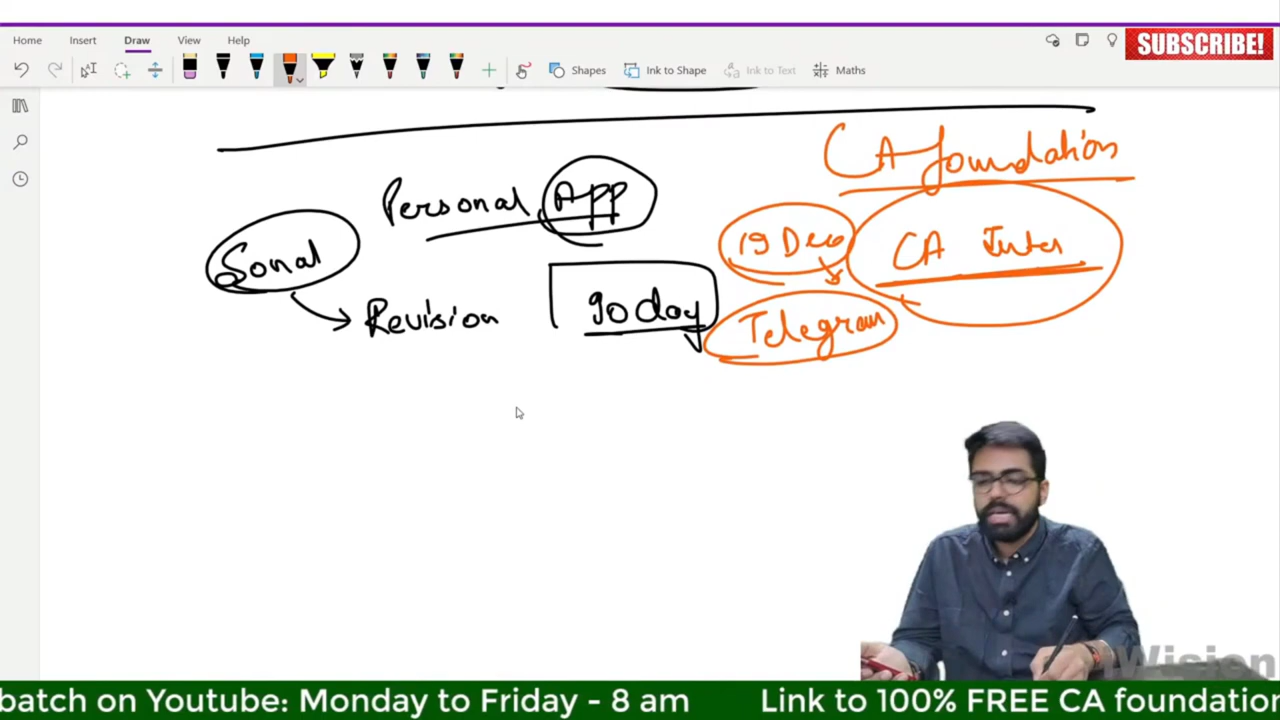 Home Insert Draw View Help
SUBSCRIBE!
Shapes Ink to Shape Ink to Text Maths
CA foundation
Personal App
19 Dec CA Inter
Sonal
Revision 90 day Telegram
Wision
batch on Youtube: Monday to Friday - 8 am Link to 100% FREE CA foundation